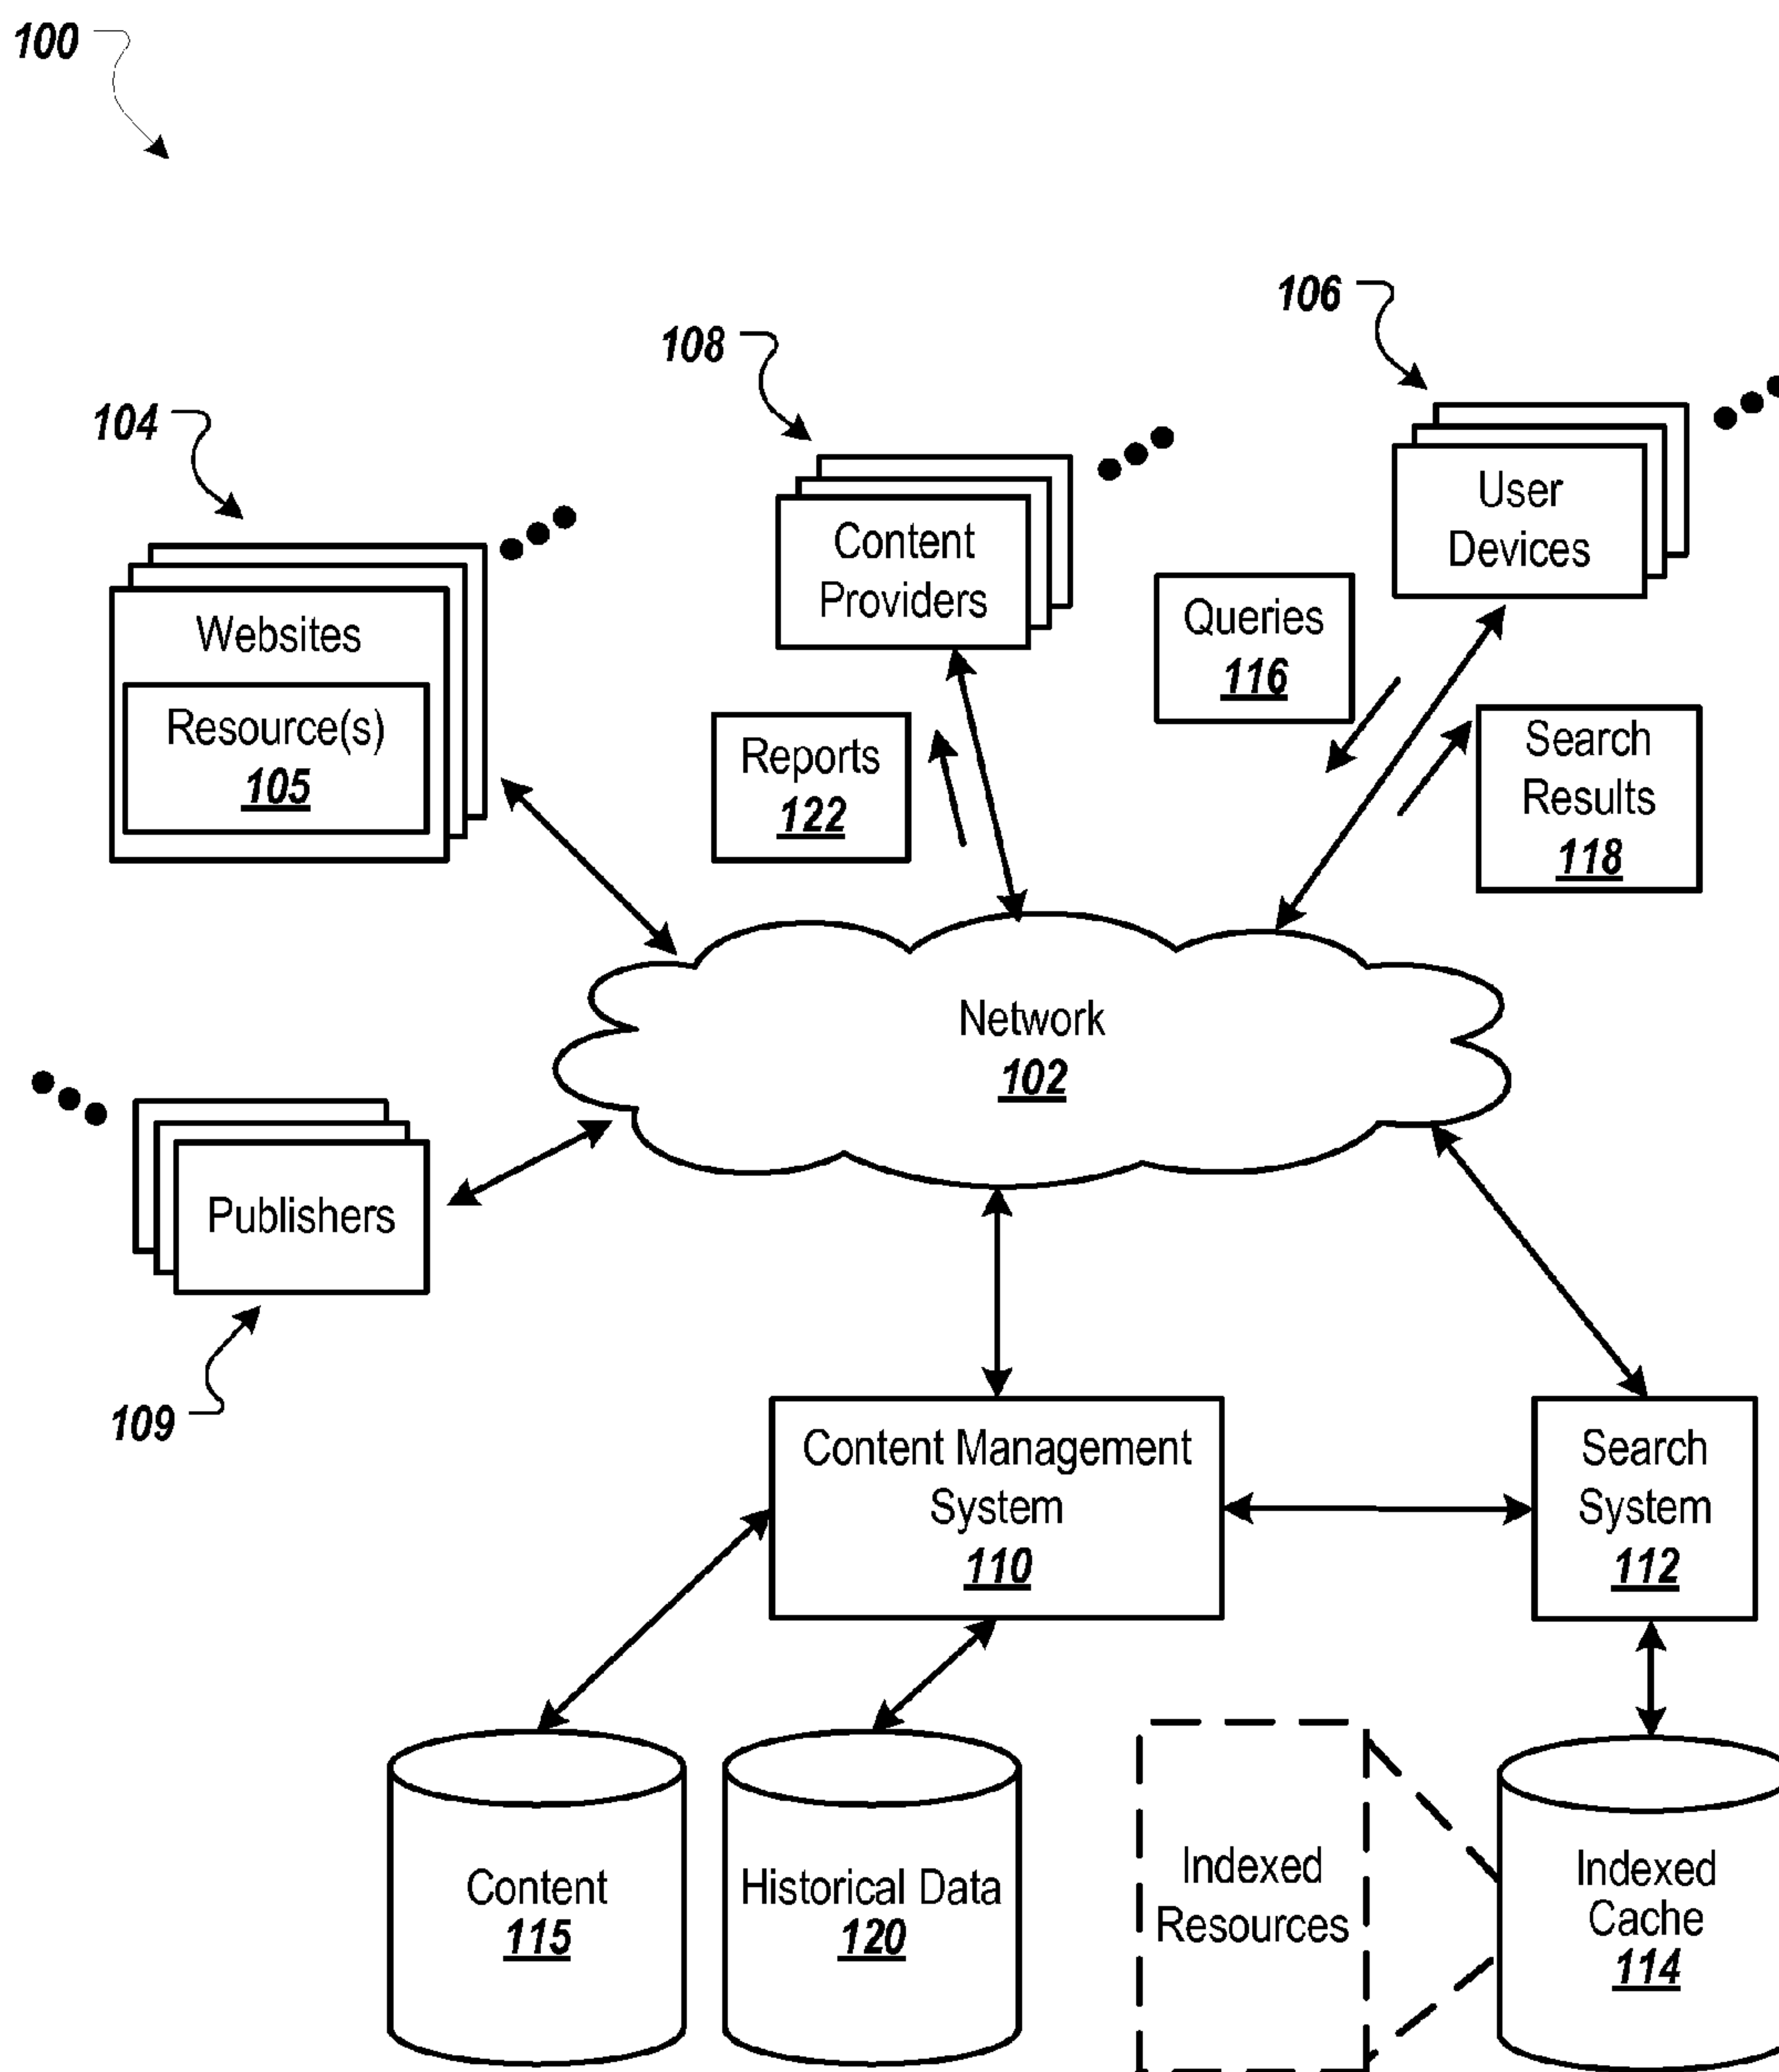 100
106
108
104
User
Devices
Content
Providers
Queries
116
Websites
Resource(s)
105
Reports
122
Search
Results
118
Network
102
Publishers
109
Content Management
System
110
Search
System
112
Content
115
Historical Data
120
Indexed
Resources
Indexed
Cache
114